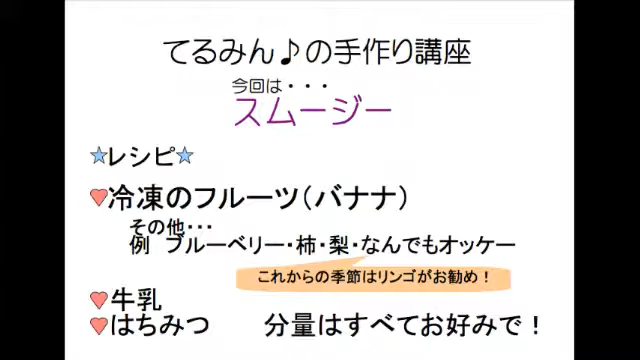 てるみん♪の手作り講座
今回は・・・
スムージー
☆レシピ☆
♥冷凍のフルーツ（バナナ）
その他・・・
例　ブルーベリー・柿・梨・なんでもオッケー
これからの季節はリンゴがお勧め！
♥牛乳
♥はちみつ　　分量はすべてお好みで！